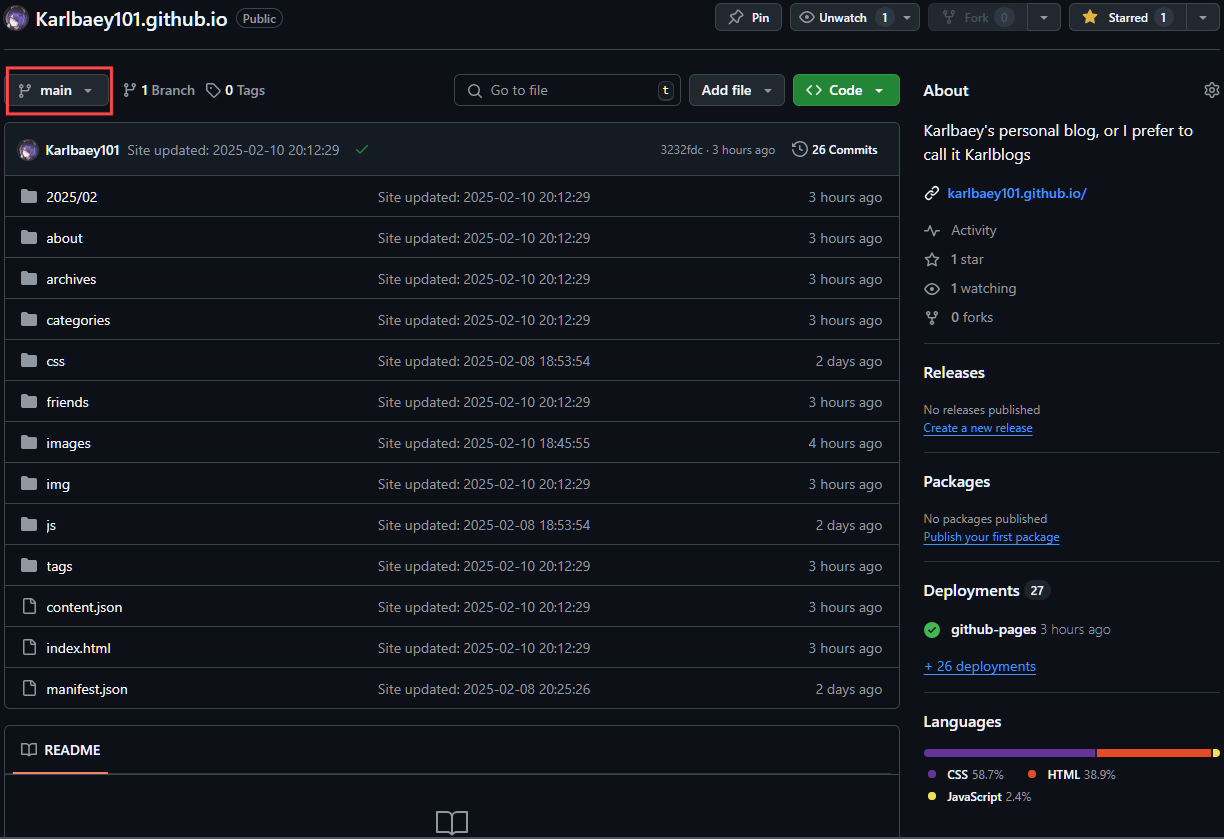 Karlbaey101.github.io Public Pin Unwatch 1 Fork 0 Starred 1
main 1 Branch 0 Tags Go to file t Add file Code
Karlbaey101 Site updated: 2025-02-10 20:12:29 3232fdc · 3 hours ago 26 Commits
2025/02 Site updated: 2025-02-10 20:12:29 3 hours ago
about Site updated: 2025-02-10 20:12:29 3 hours ago
archives Site updated: 2025-02-10 20:12:29 3 hours ago
categories Site updated: 2025-02-10 20:12:29 3 hours ago
css Site updated: 2025-02-08 18:53:54 2 days ago
friends Site updated: 2025-02-10 20:12:29 3 hours ago
images Site updated: 2025-02-10 18:45:55 4 hours ago
img Site updated: 2025-02-10 20:12:29 3 hours ago
js Site updated: 2025-02-08 18:53:54 2 days ago
tags Site updated: 2025-02-10 20:12:29 3 hours ago
content.json Site updated: 2025-02-10 20:12:29 3 hours ago
index.html Site updated: 2025-02-10 20:12:29 3 hours ago
manifest.json Site updated: 2025-02-08 20:25:26 2 days ago
README
About
Karlbaey's personal blog, or I prefer to
call it Karlblogs
karlbaey101.github.io/
Activity
1 star
1 watching
0 forks
Releases
No releases published
Create a new release
Packages
No packages published
Publish your first package
Deployments 27
github-pages 3 hours ago
+ 26 deployments
Languages
CSS 58.7% HTML 38.9%
JavaScript 2.4%